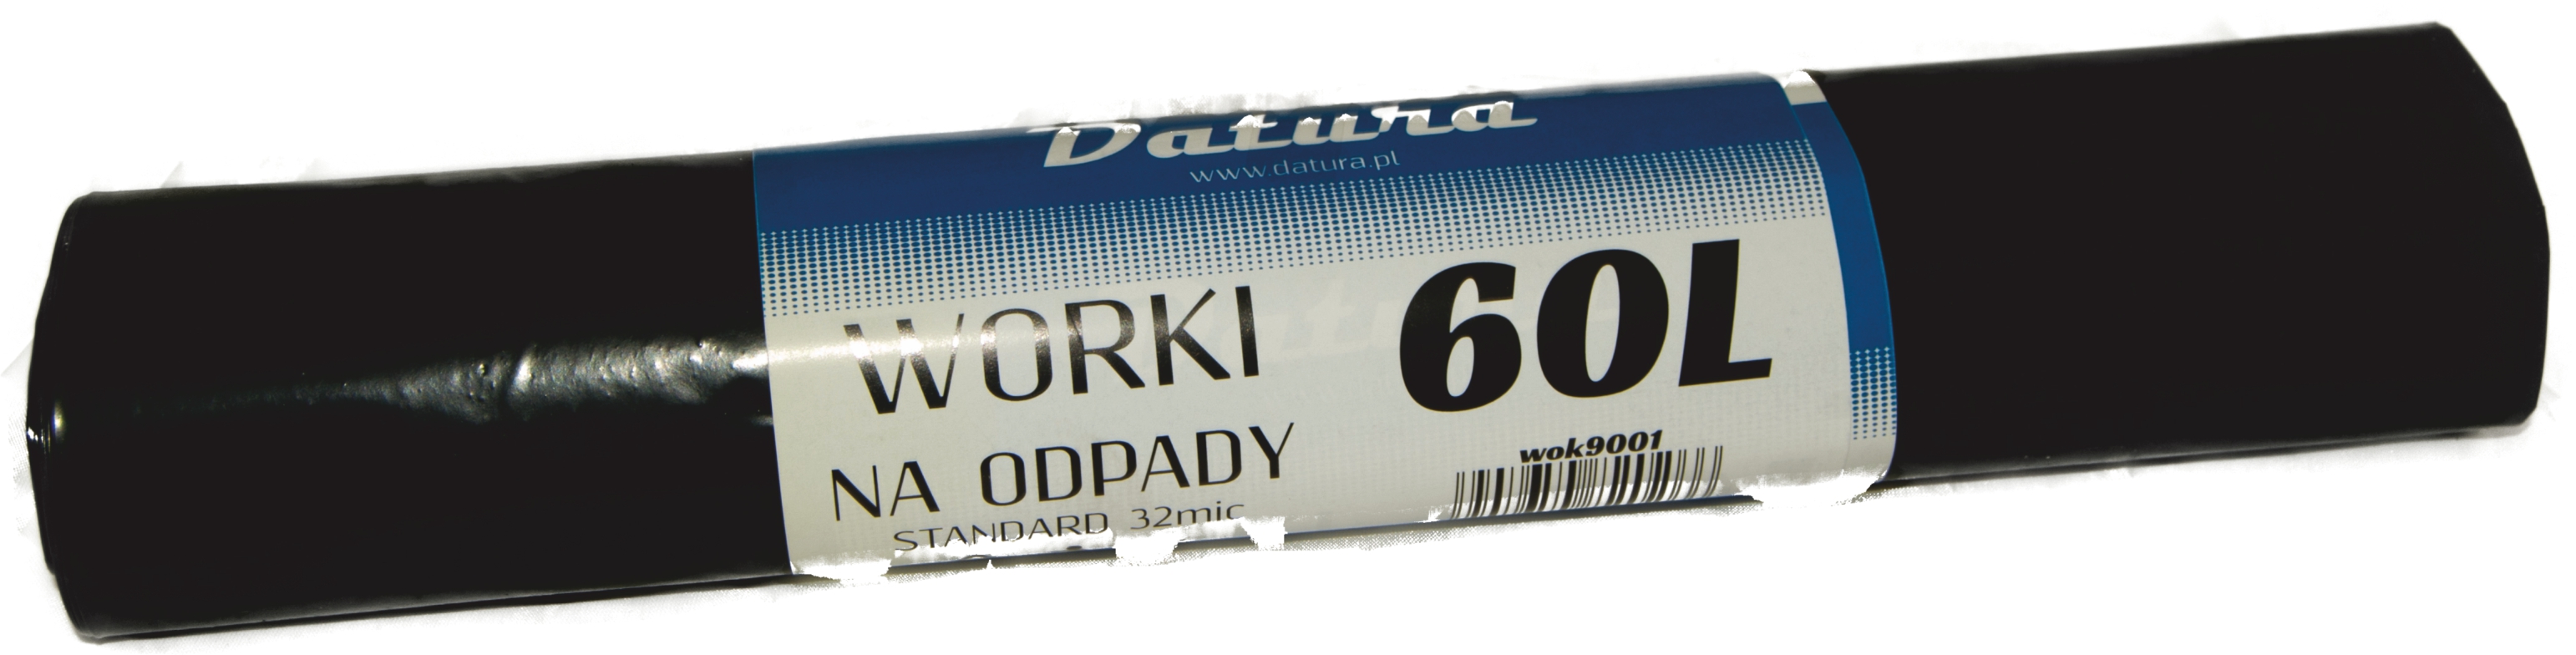 Datura
www.datura.pl
WORKI
60L
NA ODPADY
wok9001
STANDARD 32mic